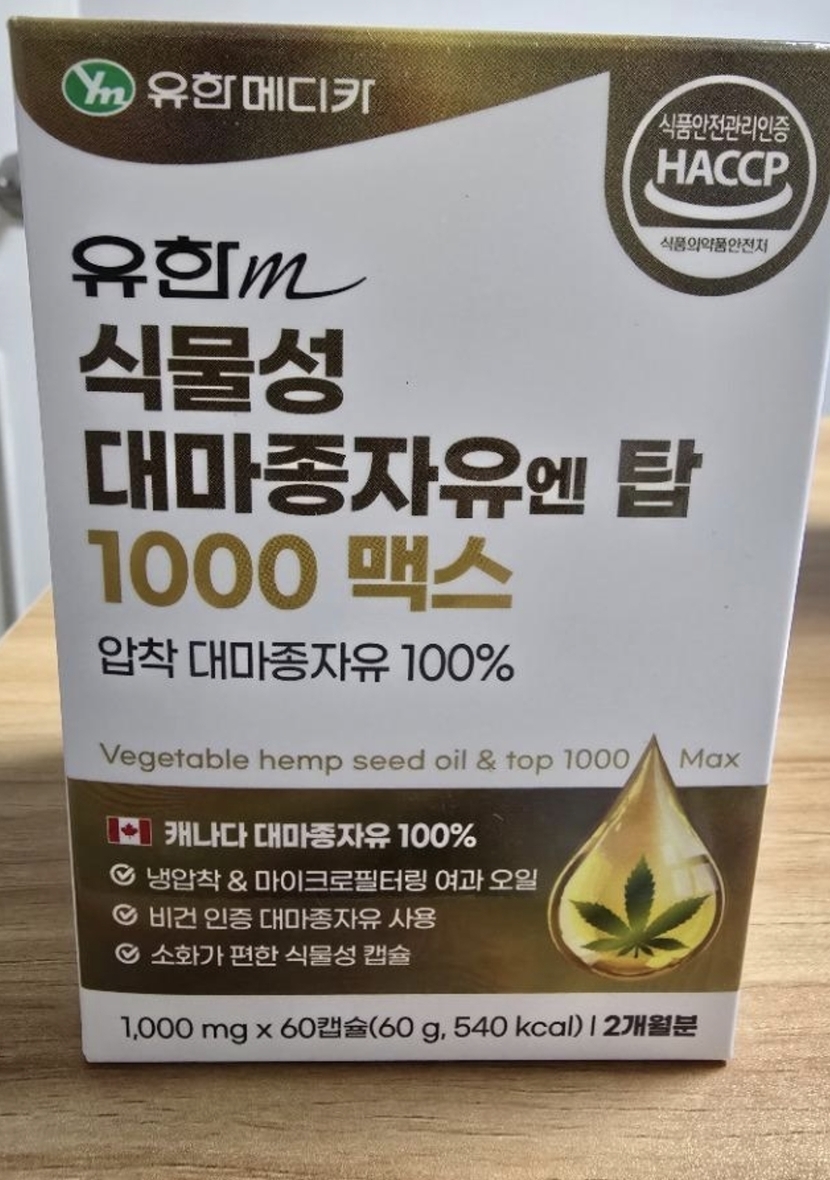 Ym 유한메디카
식품안전관리인증
HACCP
식품의약품안전처
유한m
식물성
대마종자유엔 탑
1000 맥스
압착 대마종자유 100%
Vegetable hemp seed oil & top 1000 Max
캐나다 대마종자유 100%
냉압착 & 마이크로필터링 여과 오일
비건 인증 대마종자유 사용
소화가 편한 식물성 캡슐
1,000 mg x 60캡슐(60 g, 540 kcal) | 2개월분